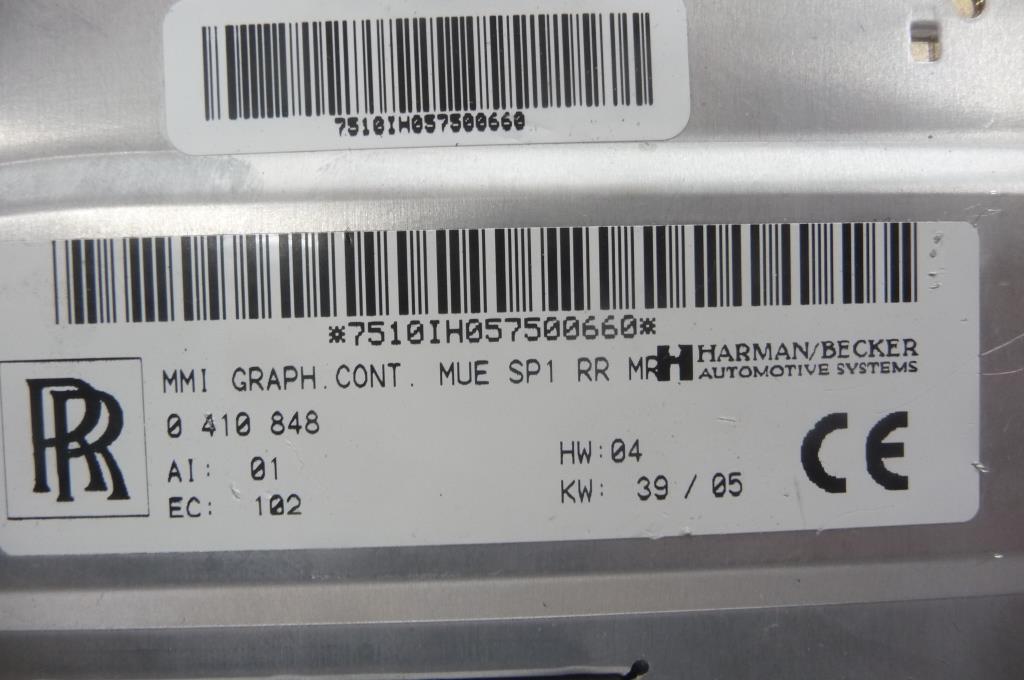 7510IH057500660
*7510IH057500660*
MMI GRAPH.CONT. MUE SP1 RR MR
HARMAN/BECKER
AUTOMOTIVE SYSTEMS
RR
0 410 848
AI: 01
HW:04
EC: 102
KW: 39 / 05
CE